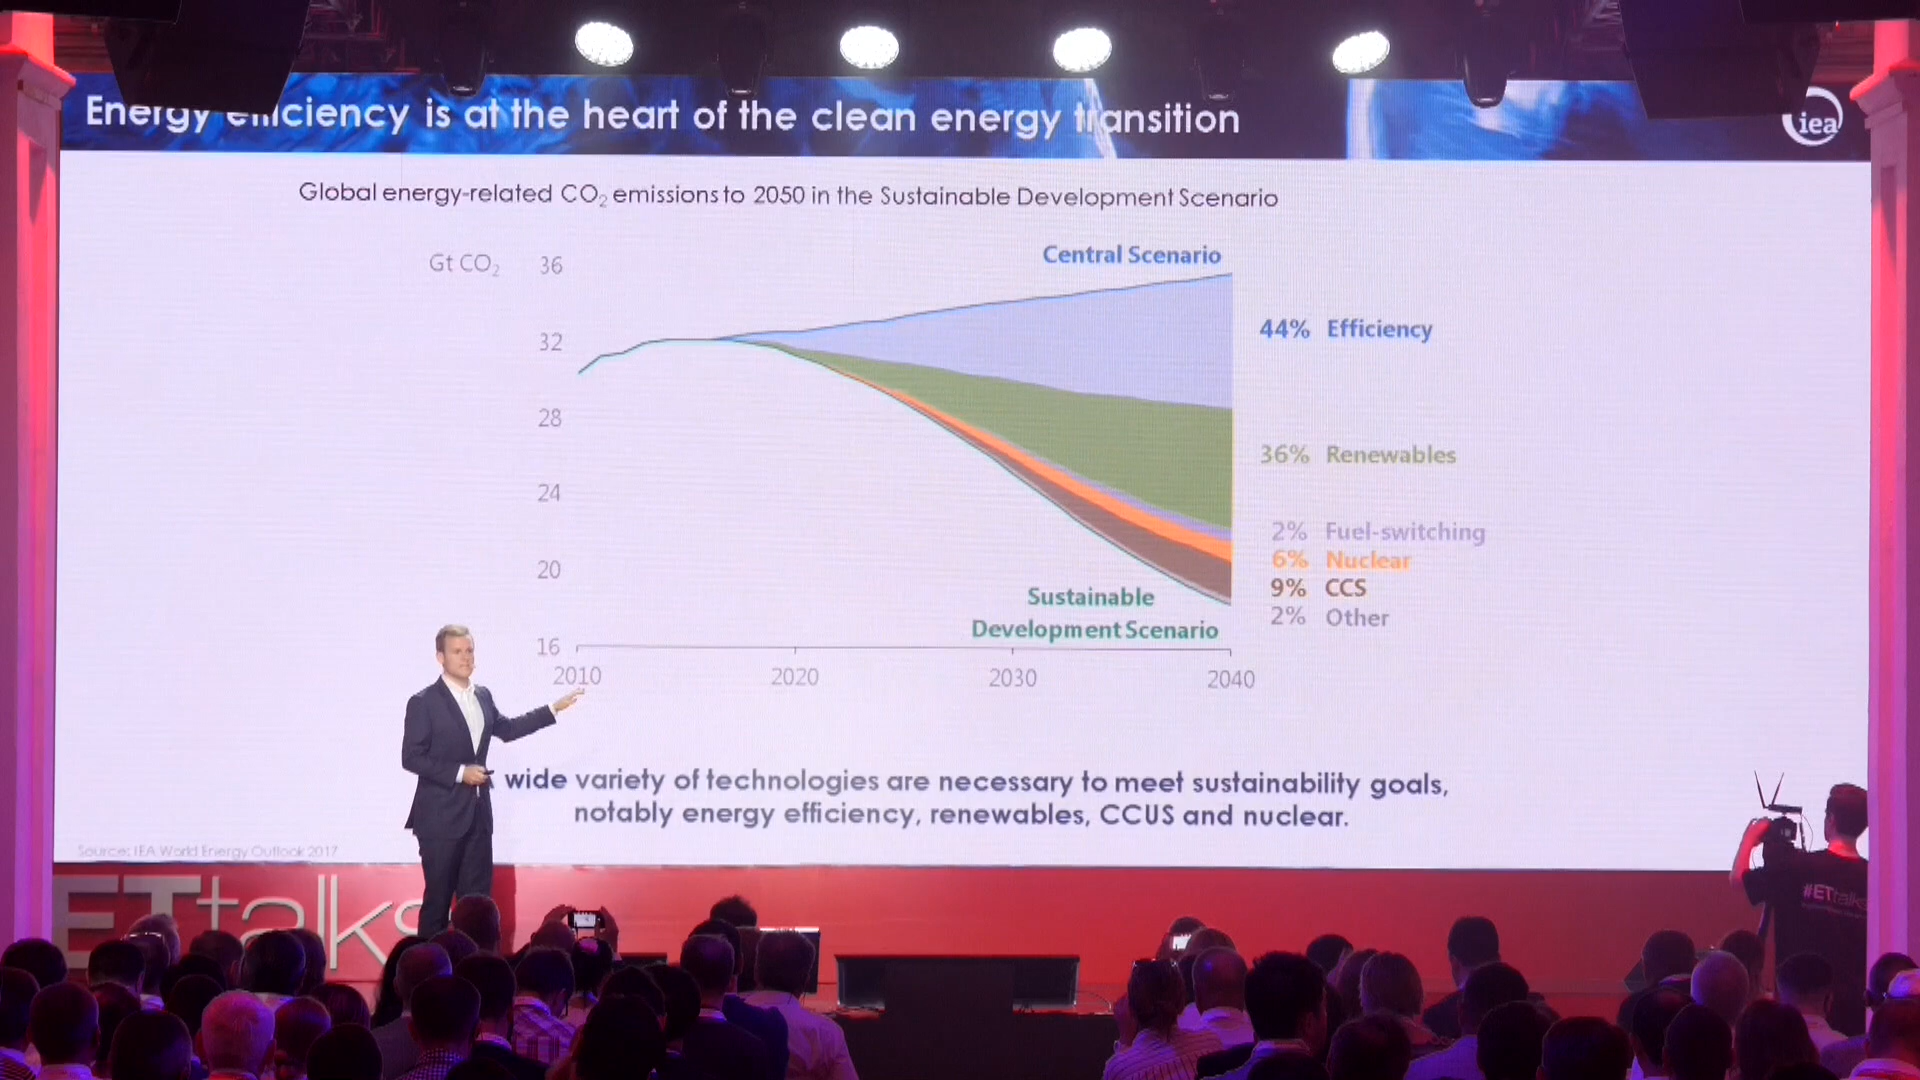 Energy efficiency is at the heart of the clean energy transition
iea
Global energy-related CO₂ emissions to 2050 in the Sustainable Development Scenario
Gt CO₂
36
32
28
24
20
16
2010
2020
2030
2040
Central Scenario
Sustainable
Development Scenario
44% Efficiency
36% Renewables
2% Fuel-switching
6% Nuclear
9% CCS
2% Other
wide variety of technologies are necessary to meet sustainability goals,
notably energy efficiency, renewables, CCUS and nuclear.
Source: IEA World Energy Outlook 2017
ETtalks
#ETtalks